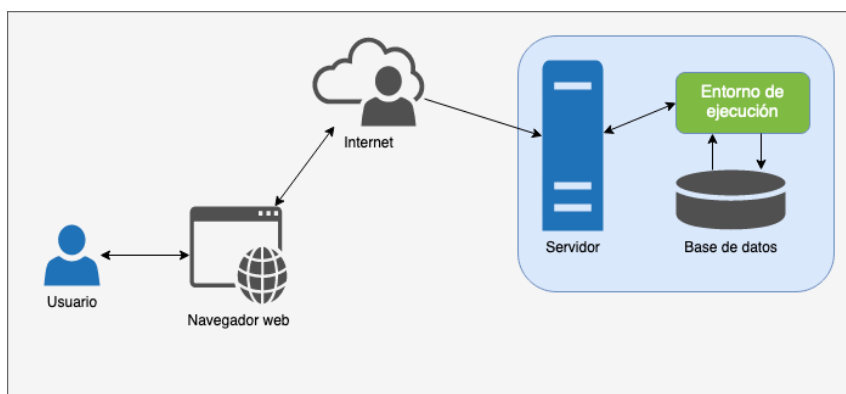 Usuario
Navegador web
Internet
Servidor
Entorno de
ejecución
Base de datos